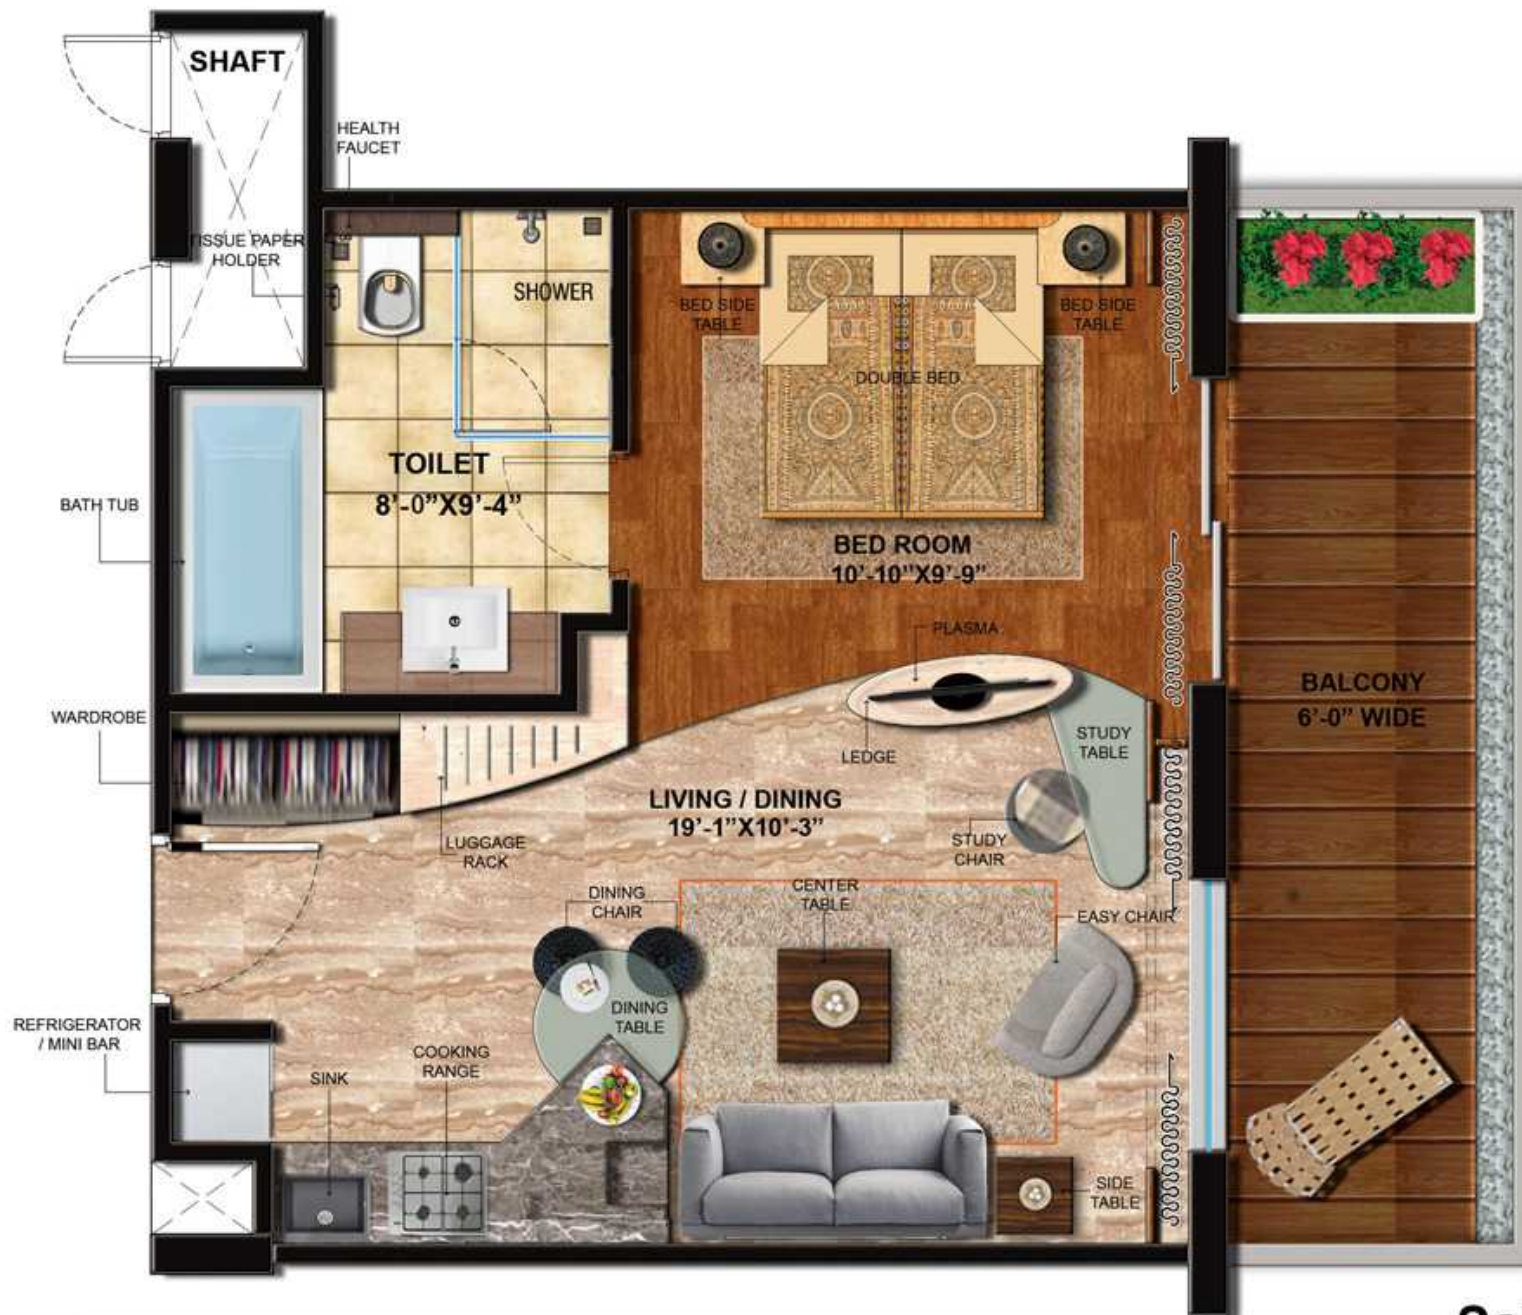 SHAFT
HEALTH
FAUCET
TISSUE PAPER
HOLDER
SHOWER
BED SIDE
TABLE
BED SIDE
TABLE
DOUBLE BED
TOILET
8'-0”X9'-4”
BATH TUB
BED ROOM
10'-10”X9'-9”
PLASMA
BALCONY
6'-0” WIDE
WARDROBE
STUDY
TABLE
LEDGE
LIVING / DINING
19'-1”X10'-3”
LUGGAGE
RACK
STUDY
CHAIR
DINING
CHAIR
CENTER
TABLE
EASY CHAIR
DINING
TABLE
REFRIGERATOR
/ MINI BAR
SINK
COOKING
RANGE
SIDE
TABLE